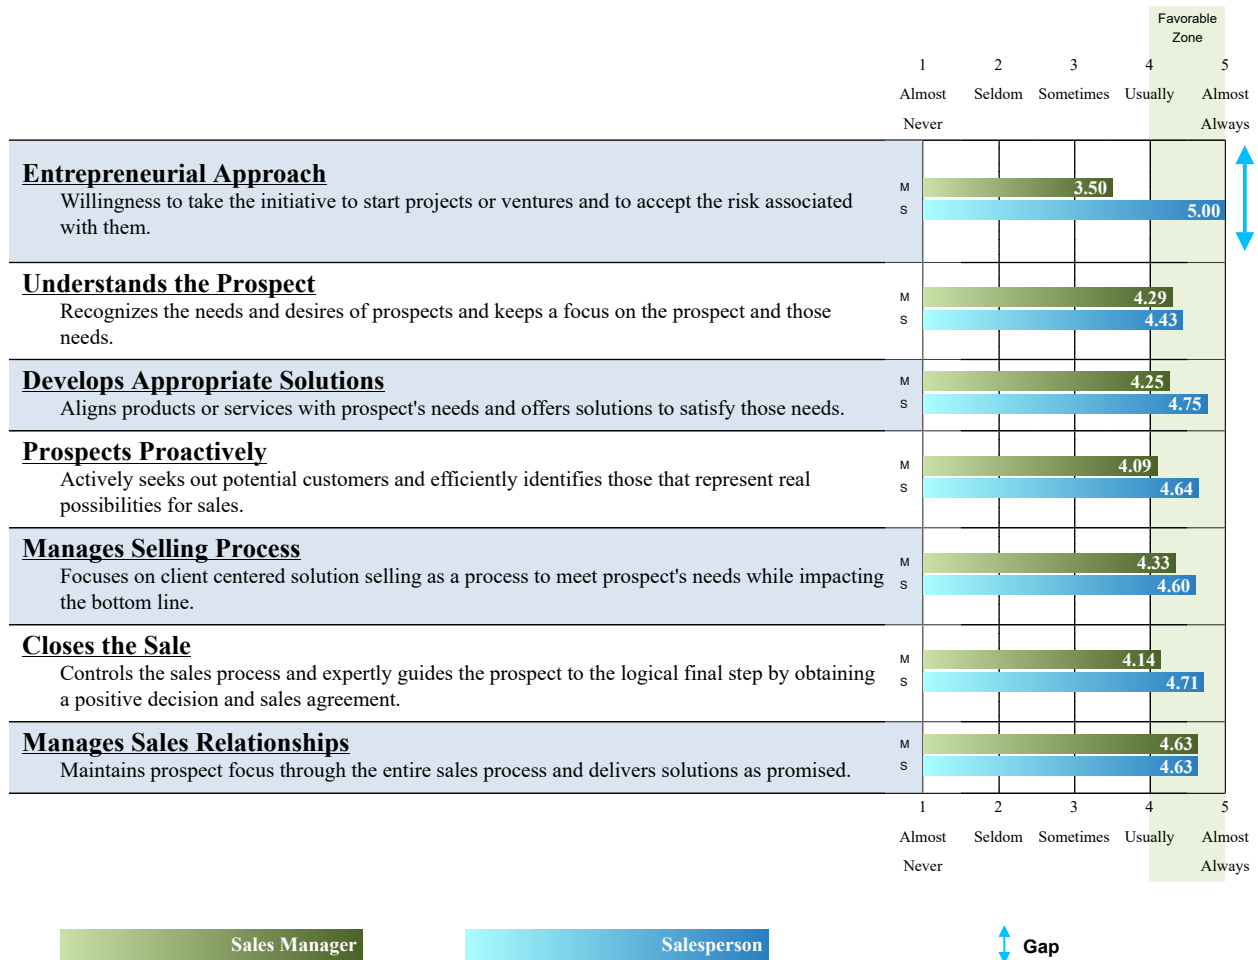 Favorable
Zone
1 2 3 4 5
Almost Seldom Sometimes Usually Almost
Never Always
Entrepreneurial Approach
Willingness to take the initiative to start projects or ventures and to accept the risk associated
with them.
M 3.50
S 5.00
Understands the Prospect
Recognizes the needs and desires of prospects and keeps a focus on the prospect and those
needs.
M 4.29
S 4.43
Develops Appropriate Solutions
Aligns products or services with prospect's needs and offers solutions to satisfy those needs.
M 4.25
S 4.75
Prospects Proactively
Actively seeks out potential customers and efficiently identifies those that represent real
possibilities for sales.
M 4.09
S 4.64
Manages Selling Process
Focuses on client centered solution selling as a process to meet prospect's needs while impacting
the bottom line.
M 4.33
S 4.60
Closes the Sale
Controls the sales process and expertly guides the prospect to the logical final step by obtaining
a positive decision and sales agreement.
M 4.14
S 4.71
Manages Sales Relationships
Maintains prospect focus through the entire sales process and delivers solutions as promised.
M 4.63
S 4.63
1 2 3 4 5
Almost Seldom Sometimes Usually Almost
Never Always
Sales Manager Salesperson Gap